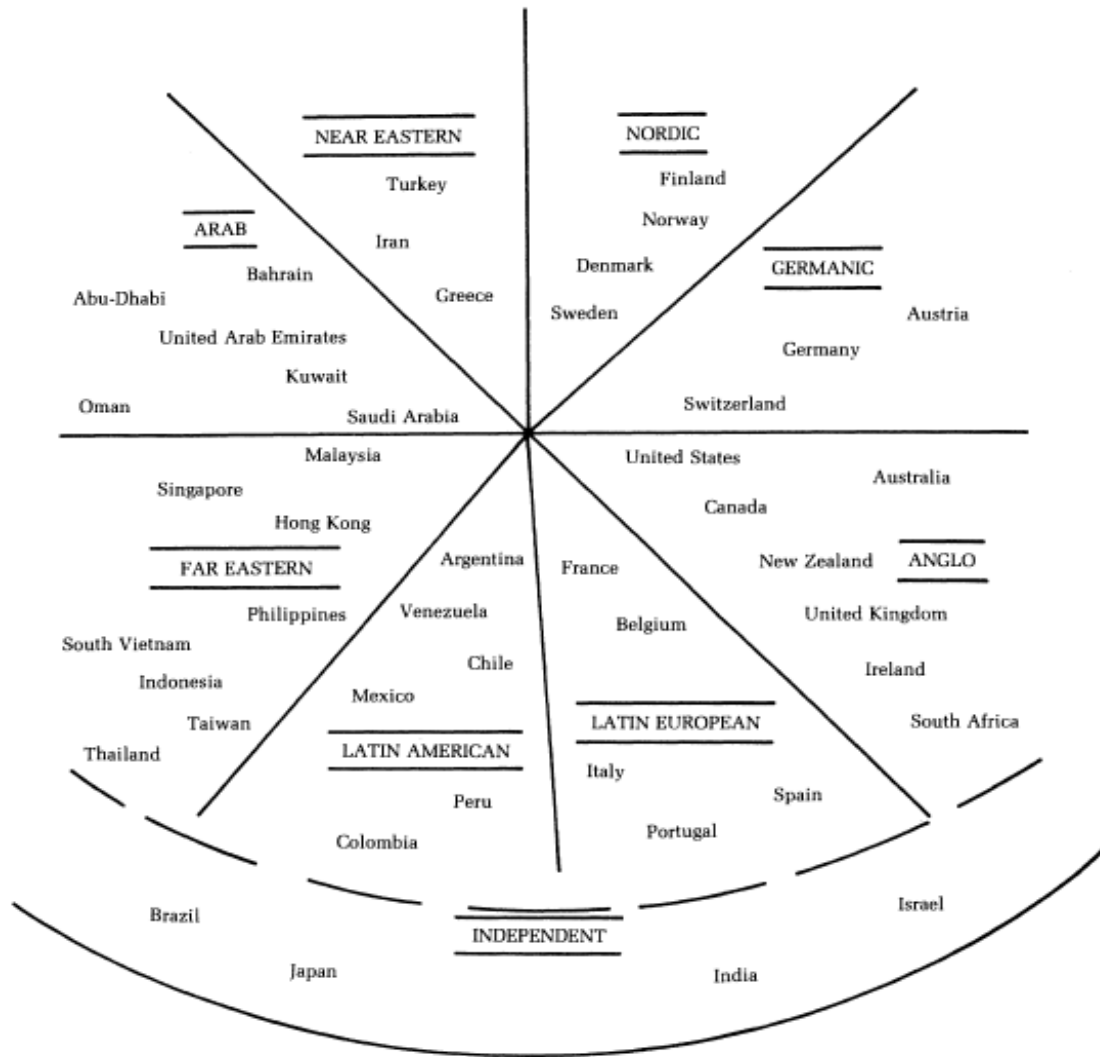 NEAR EASTERN
Turkey
Iran
Greece
NORDIC
Finland
Norway
Denmark
Sweden
ARAB
Bahrain
Abu-Dhabi
United Arab Emirates
Kuwait
Oman
Saudi Arabia
GERMANIC
Austria
Germany
Switzerland
Malaysia
Singapore
Hong Kong
FAR EASTERN
Philippines
South Vietnam
Indonesia
Taiwan
Thailand
Argentina
Venezuela
Chile
Mexico
LATIN AMERICAN
Peru
Colombia
France
Belgium
LATIN EUROPEAN
Italy
Spain
Portugal
United States
Australia
Canada
New Zealand
ANGLO
United Kingdom
Ireland
South Africa
Brazil
INDEPENDENT
Israel
Japan
India